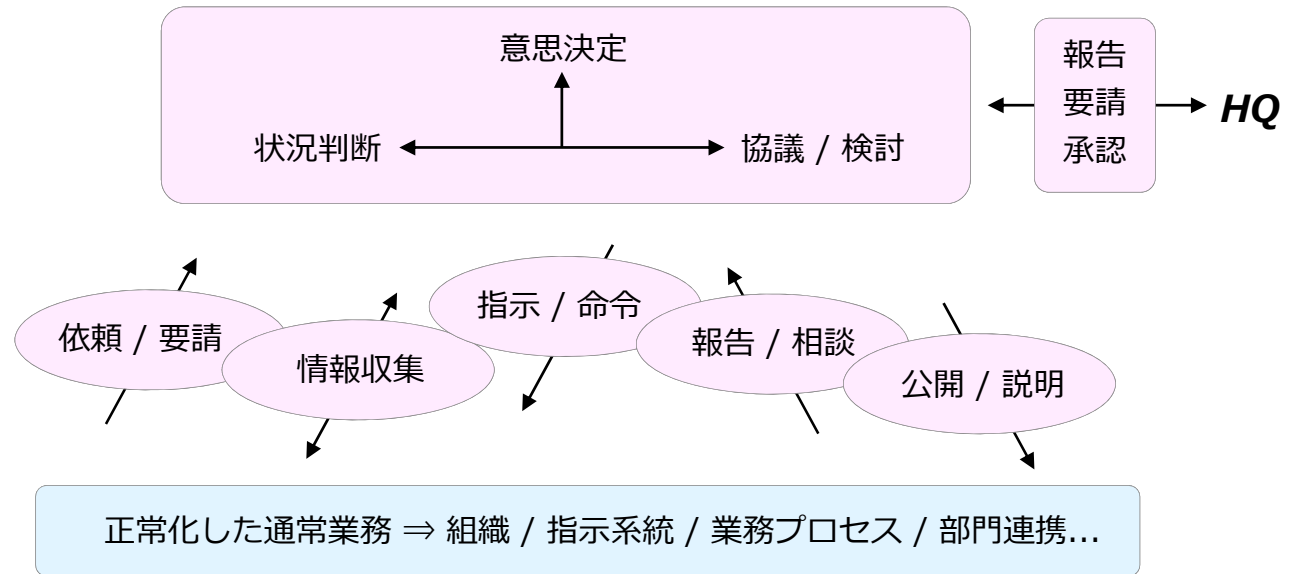 意思決定
状況判断
協議 / 検討
報告
要請
承認
HQ
依頼 / 要請
情報収集
指示 / 命令
報告 / 相談
公開 / 説明
正常化した通常業務 ⇒ 組織 / 指示系統 / 業務プロセス / 部門連携…